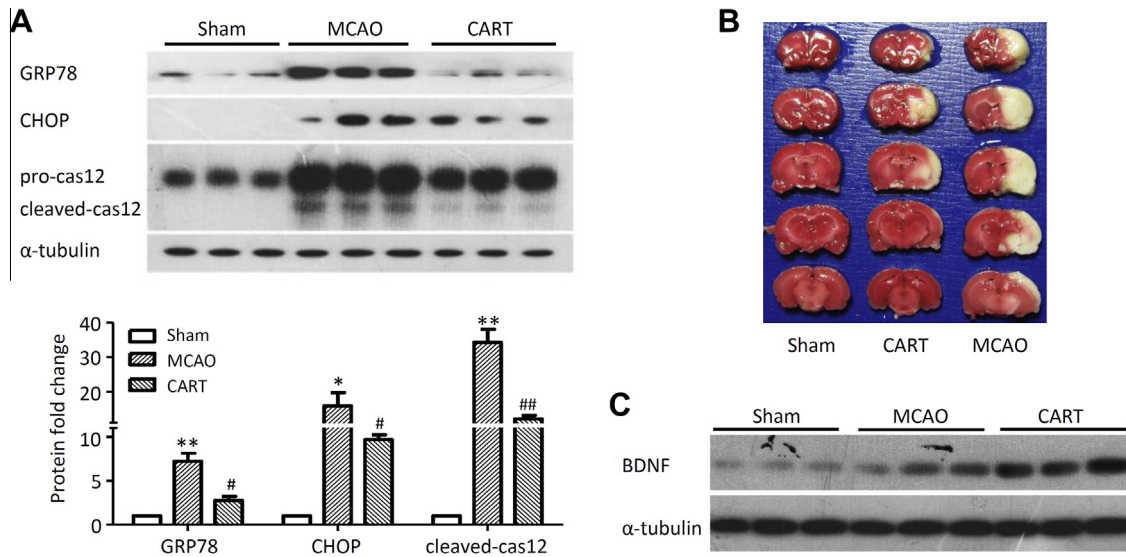 A
Sham MCAO CART
GRP78
CHOP
pro-cas12
cleaved-cas12
α-tubulin
Protein fold change
40
30
20
10
5
0
Sham
MCAO
CART
** # * # ** ##
GRP78 CHOP cleaved-cas12
B
Sham CART MCAO
C
Sham MCAO CART
BDNF
α-tubulin